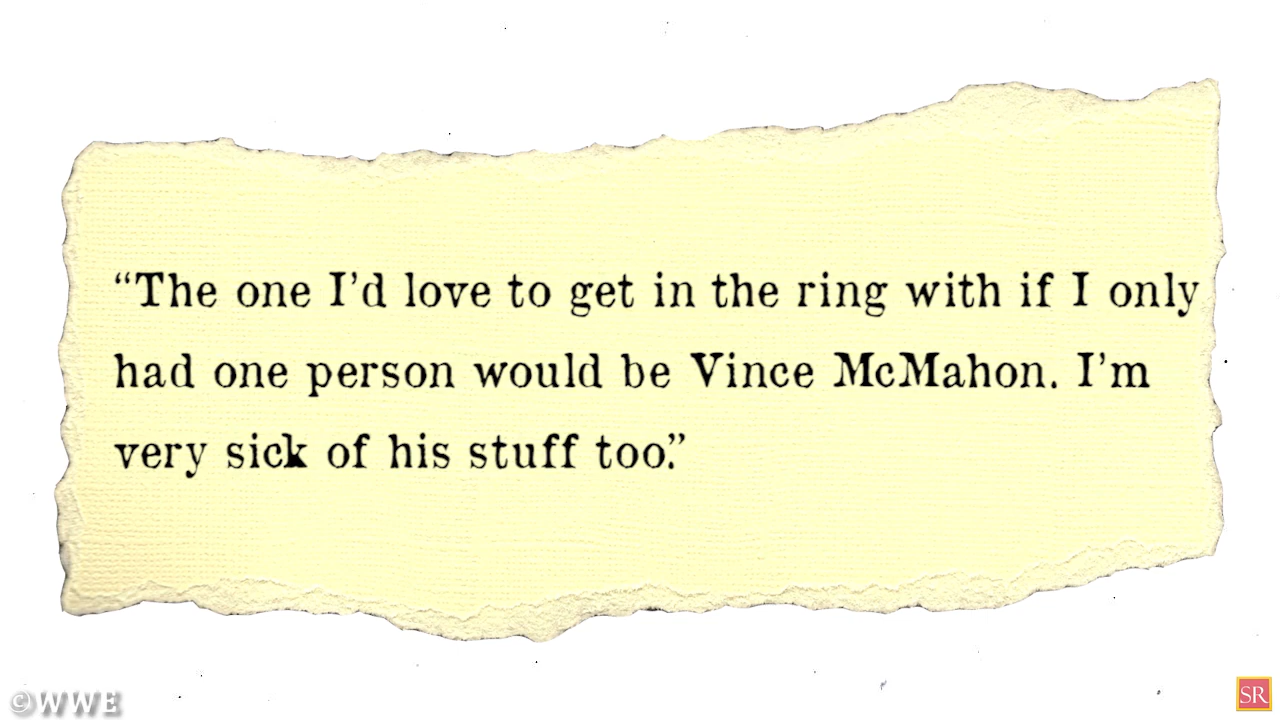 “The one I’d love to get in the ring with if I only
had one person would be Vince McMahon. I’m
very sick of his stuff too.”
©WWE
SR